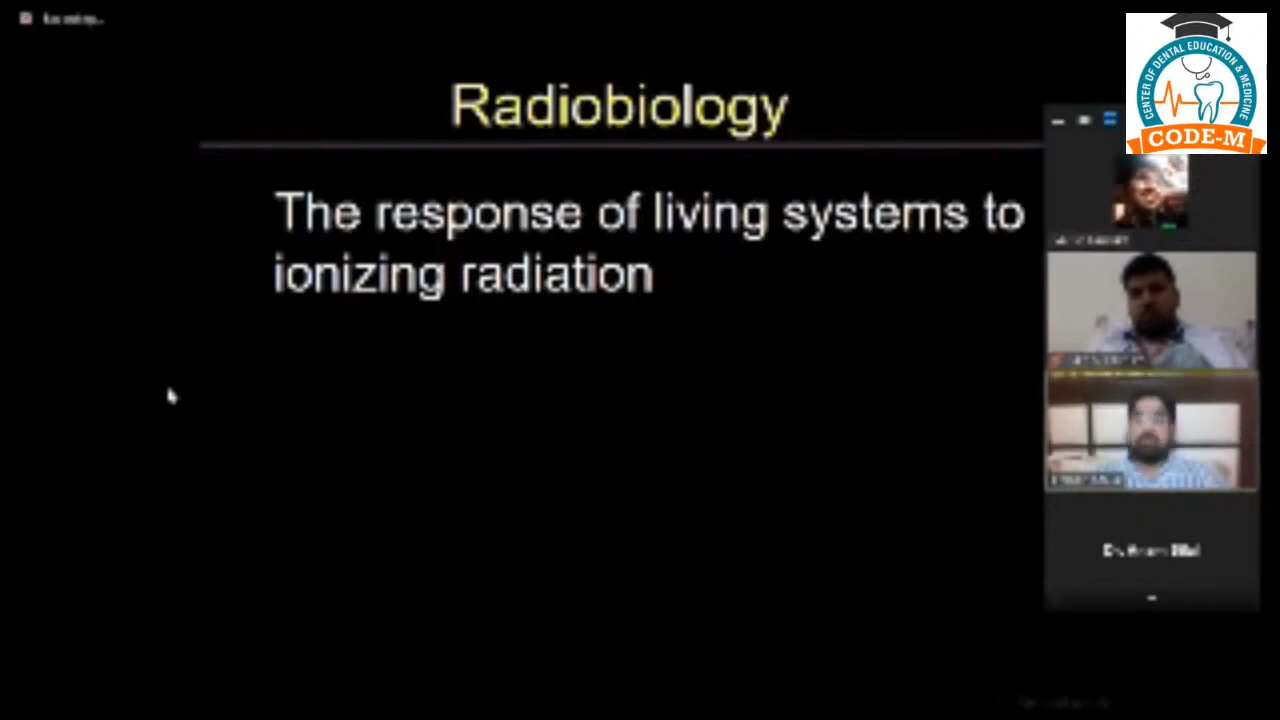 Radiobiology
The response of living systems to
ionizing radiation
CENTER OF DENTAL EDUCATION & MEDICINE
CODE-M